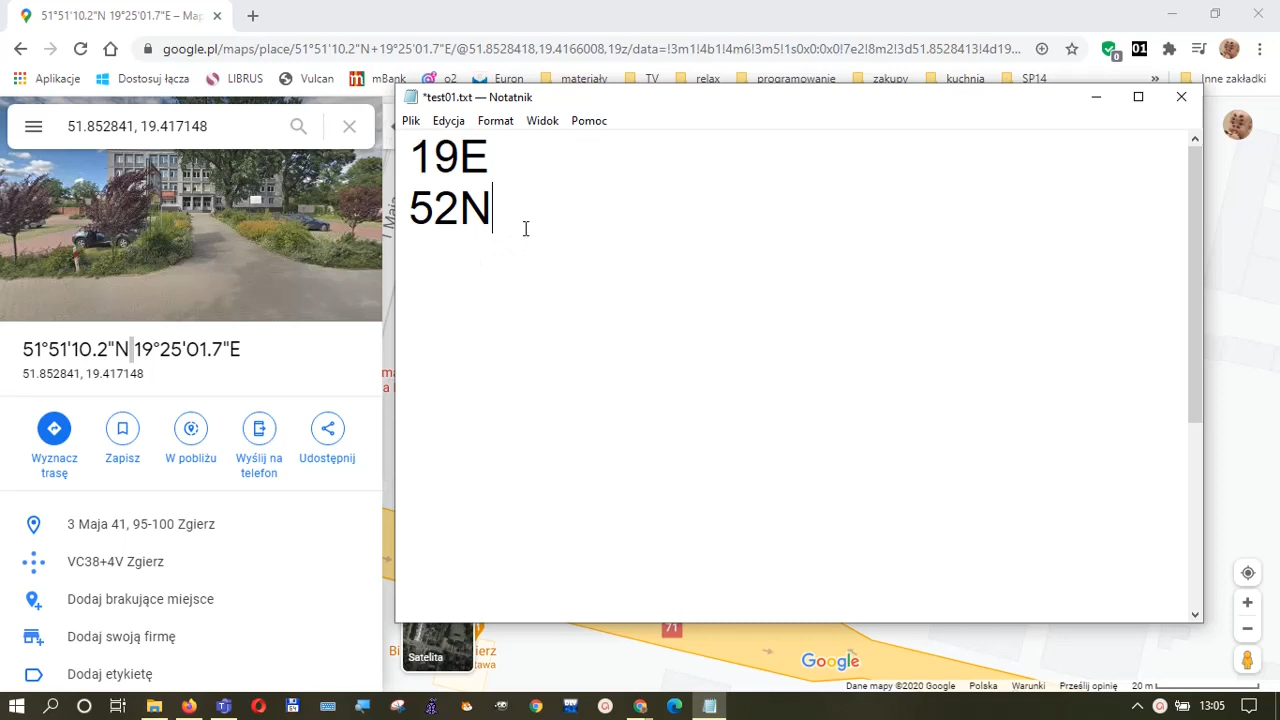 51°51'10.2"N 19°25'01.7"E – Ma
google.pl/maps/place/51°51'10.2"N+19°25'01.7"E/@51.8528418,19.4166008,19z/data=!3m1!4b1!4m6!3m5!1s0x0:0x0!7e2!8m2!3d51.8528413!4d19...
0
01
Aplikacje Dostosuj łącza LIBRUS Vulcan mBank o2 Euron materiały TV relax programowanie zakupy kuchnia SP14 » Inne zakładki
51.852841, 19.417148
*test01.txt — Notatnik
Plik Edycja Format Widok Pomoc
19E
52N
51°51'10.2"N 19°25'01.7"E
51.852841, 19.417148
Wyznacz trasę
Zapisz
W pobliżu
Wyślij na telefon
Udostępnij
3 Maja 41, 95-100 Zgierz
VC38+4V Zgierz
Dodaj brakujące miejsce
Dodaj swoją firmę
Dodaj etykietę
71
Satelita
Google
Dane mapy ©2020 Google Polska Warunki Prześlij opinię 20 m
13:05